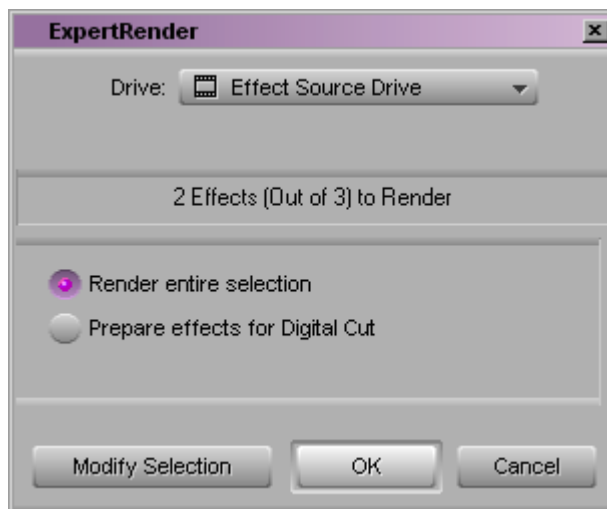 ExpertRender
Drive: Effect Source Drive
2 Effects (Out of 3) to Render
Render entire selection
Prepare effects for Digital Cut
Modify Selection OK Cancel